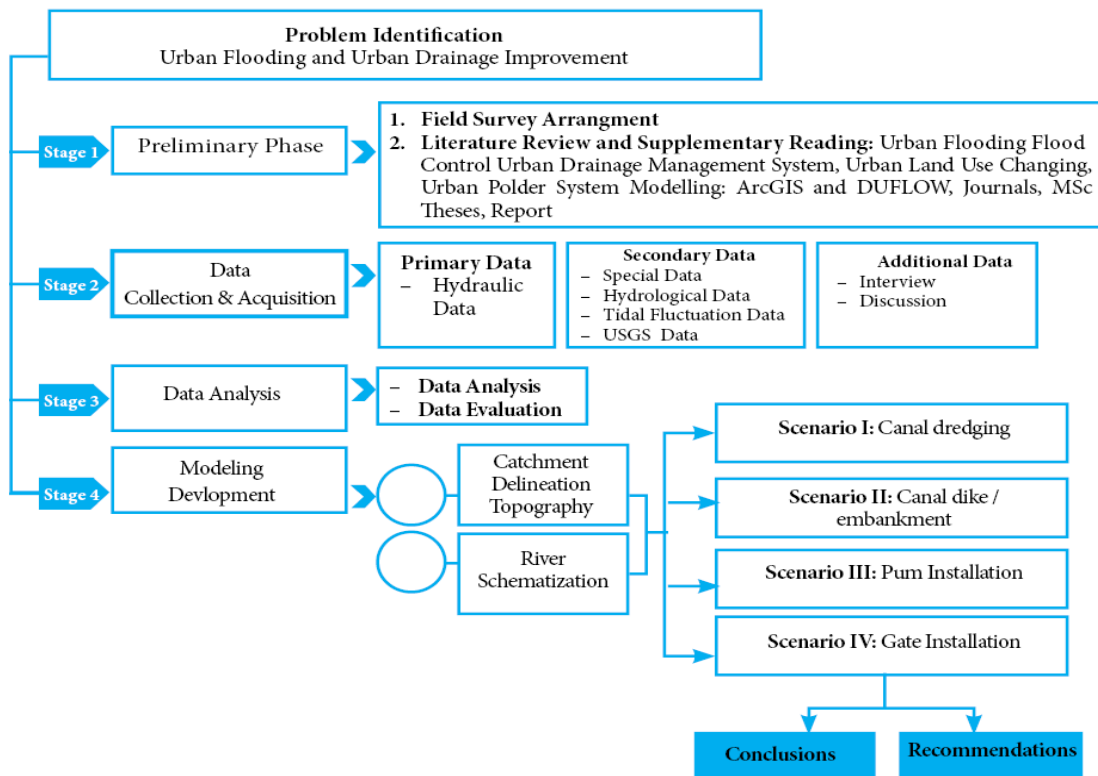 Problem Identification
Urban Flooding and Urban Drainage Improvement
Stage 1
Preliminary Phase
1. Field Survey Arrangment
2. Literature Review and Supplementary Reading: Urban Flooding Flood
Control Urban Drainage Management System, Urban Land Use Changing,
Urban Polder System Modelling: ArcGIS and DUFLOW, Journals, MSc
Theses, Report
Stage 2
Data
Collection & Acquisition
Primary Data
– Hydraulic
Data
Secondary Data
– Special Data
– Hydrological Data
– Tidal Fluctuation Data
– USGS Data
Additional Data
– Interview
– Discussion
Stage 3
Data Analysis
– Data Analysis
– Data Evaluation
Stage 4
Modeling
Devlopment
Catchment
Delineation
Topography
River
Schematization
Scenario I: Canal dredging
Scenario II: Canal dike /
embankment
Scenario III: Pum Installation
Scenario IV: Gate Installation
Conclusions
Recommendations